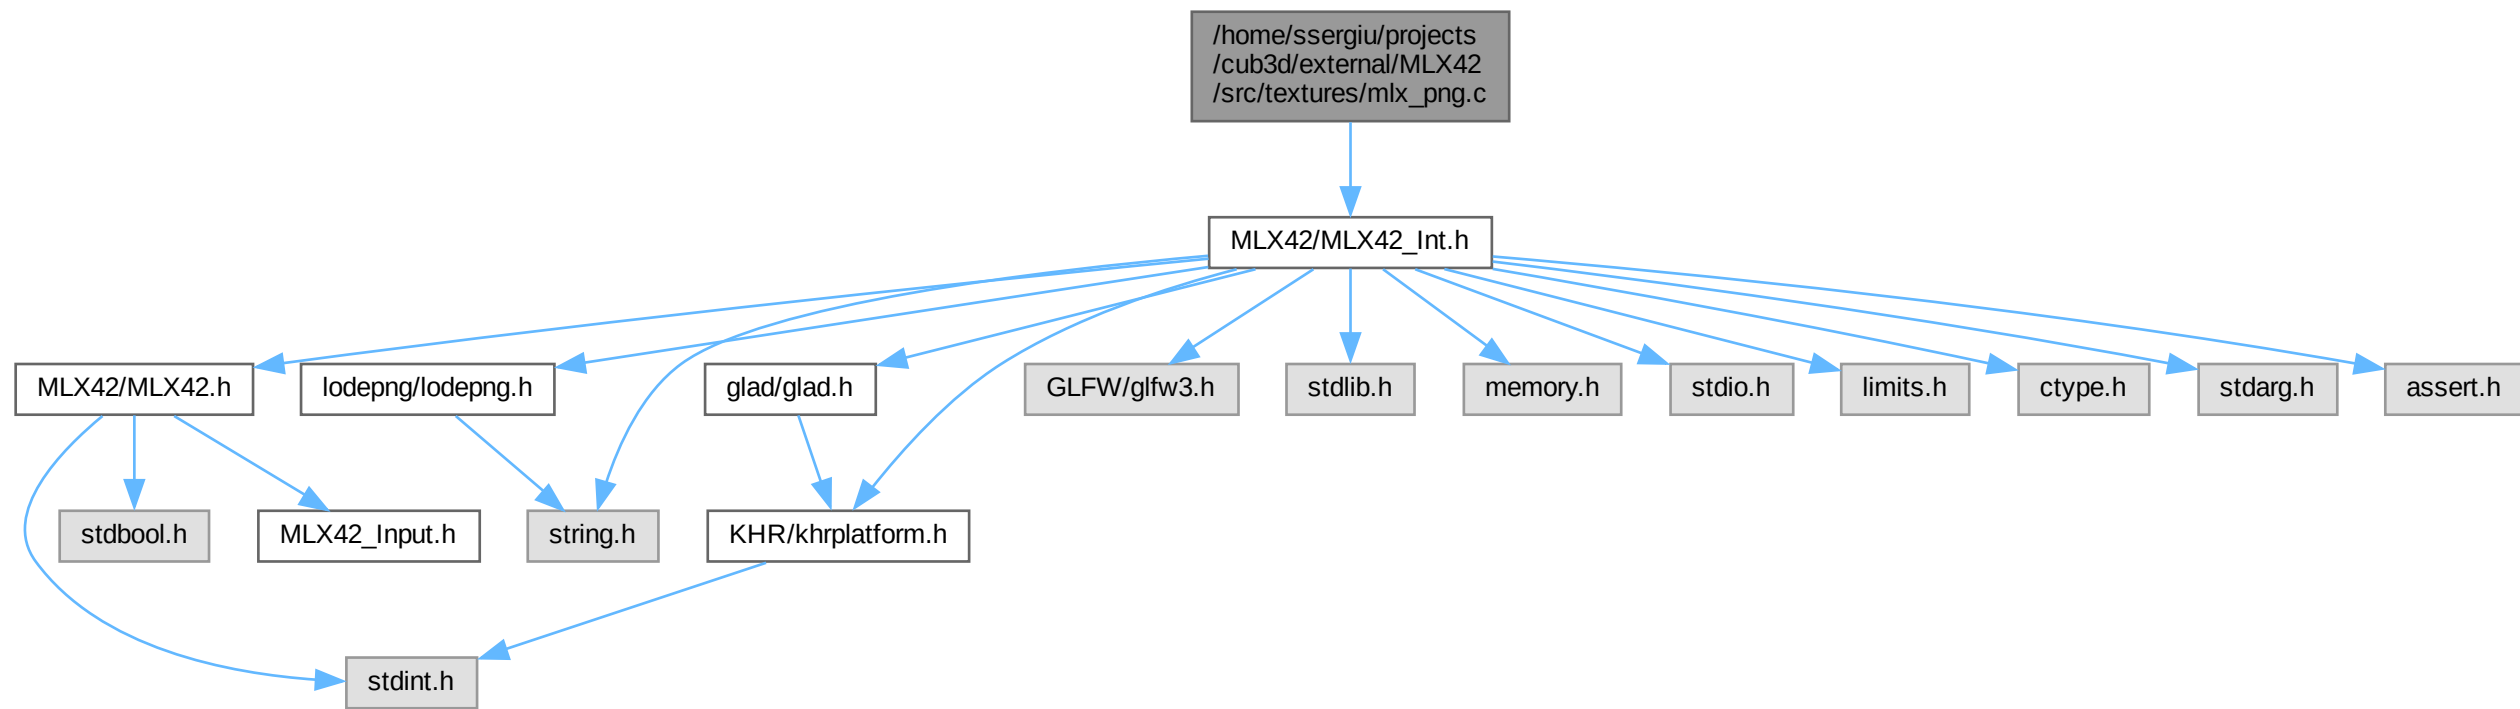 /home/ssergiu/projects
/cub3d/external/MLX42
/src/textures/mlx_png.c
MLX42/MLX42_Int.h
MLX42/MLX42.h
lodepng/lodepng.h
glad/glad.h
GLFW/glfw3.h
stdlib.h
memory.h
stdio.h
limits.h
ctype.h
stdarg.h
assert.h
stdbool.h
MLX42_Input.h
string.h
KHR/khrplatform.h
stdint.h